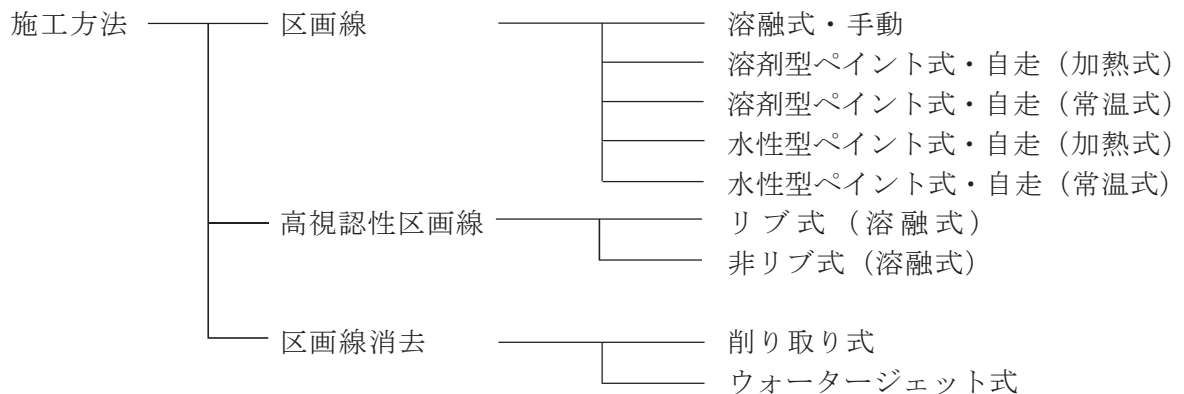 施工方法 区画線 溶融式・手動
溶剤型ペイント式・自走（加熱式）
溶剤型ペイント式・自走（常温式）
水性型ペイント式・自走（加熱式）
水性型ペイント式・自走（常温式）
高視認性区画線 リブ式（溶融式）
非リブ式（溶融式）
区画線消去 削り取り式
ウォータージェット式